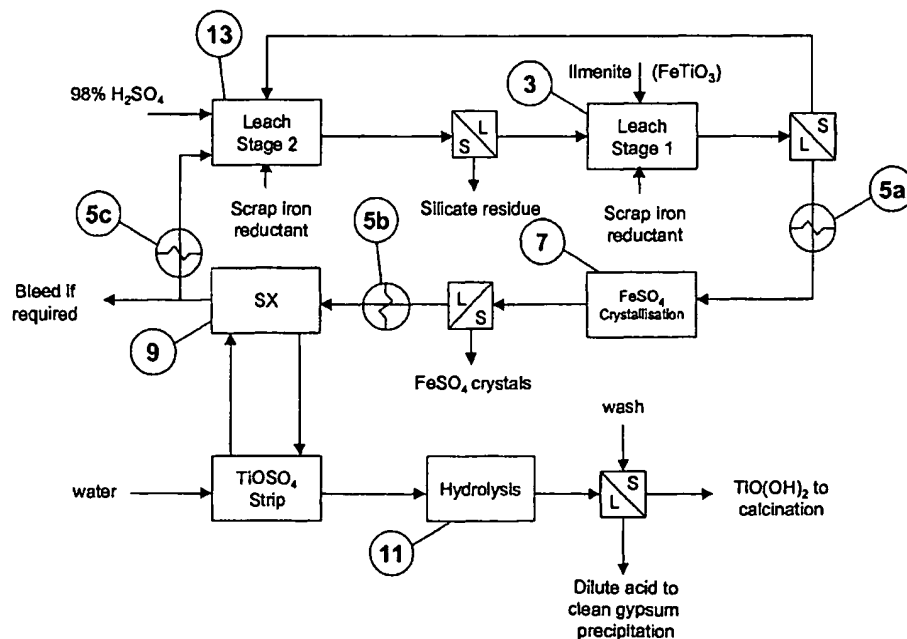 13
Ilmenite (FeTiO₃)
3
98% H₂SO₄
Leach
Stage 2
S
L
Leach
Stage 1
S
L
5a
5c
Scrap iron
reductant
Silicate residue
Scrap iron
reductant
5b
7
Bleed if
required
SX
L
S
FeSO₄
Crystallisation
9
FeSO₄ crystals
wash
water
TiOSO₄
Strip
Hydrolysis
S
L
TiO(OH)₂ to
calcination
11
Dilute acid to
clean gypsum
precipitation